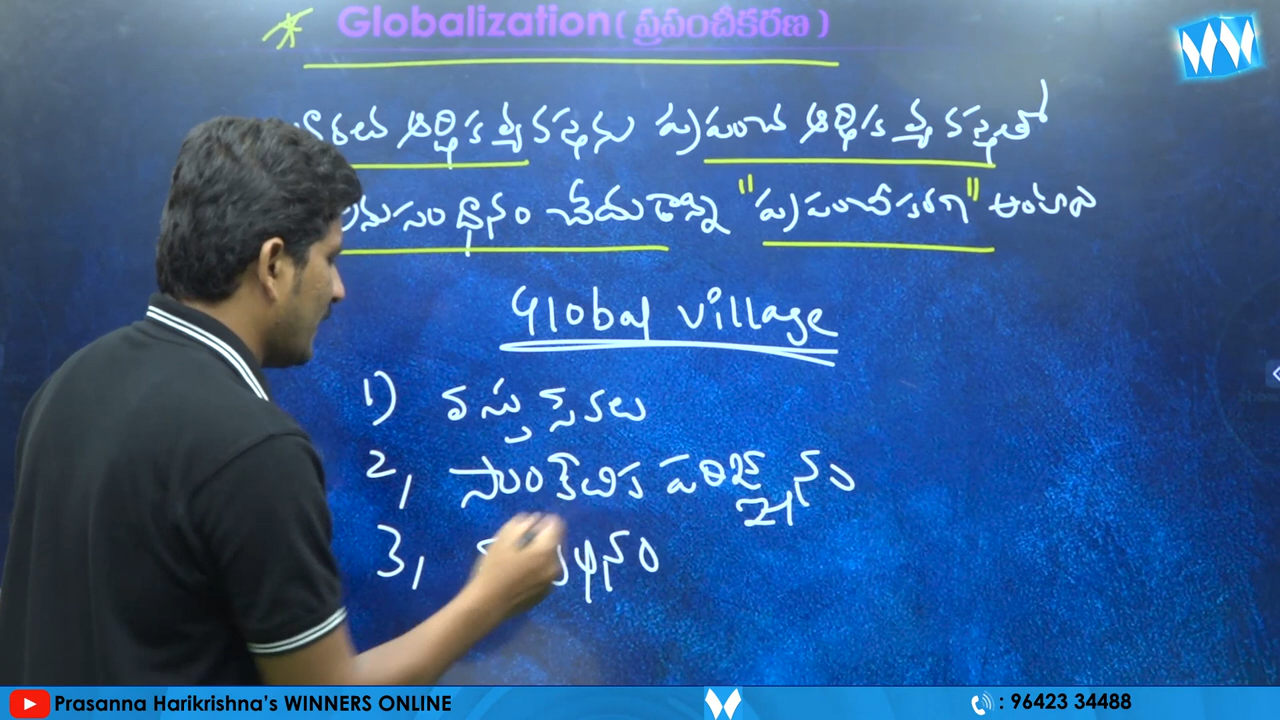 Globalization ( ప్రపంచీకరణ )
ఆర్థిక వ్యవస్థను ప్రపంచ ఆర్థిక వ్యవస్థతో
అనుసంధానం చేయుటాన్ని "ప్రపంచీకరణ" అంటారు
Global village
1) వస్తు సేవలు
2, సాంకేతిక పరిజ్ఞానం
3,
Prasanna Harikrishna's WINNERS ONLINE
: 96423 34488